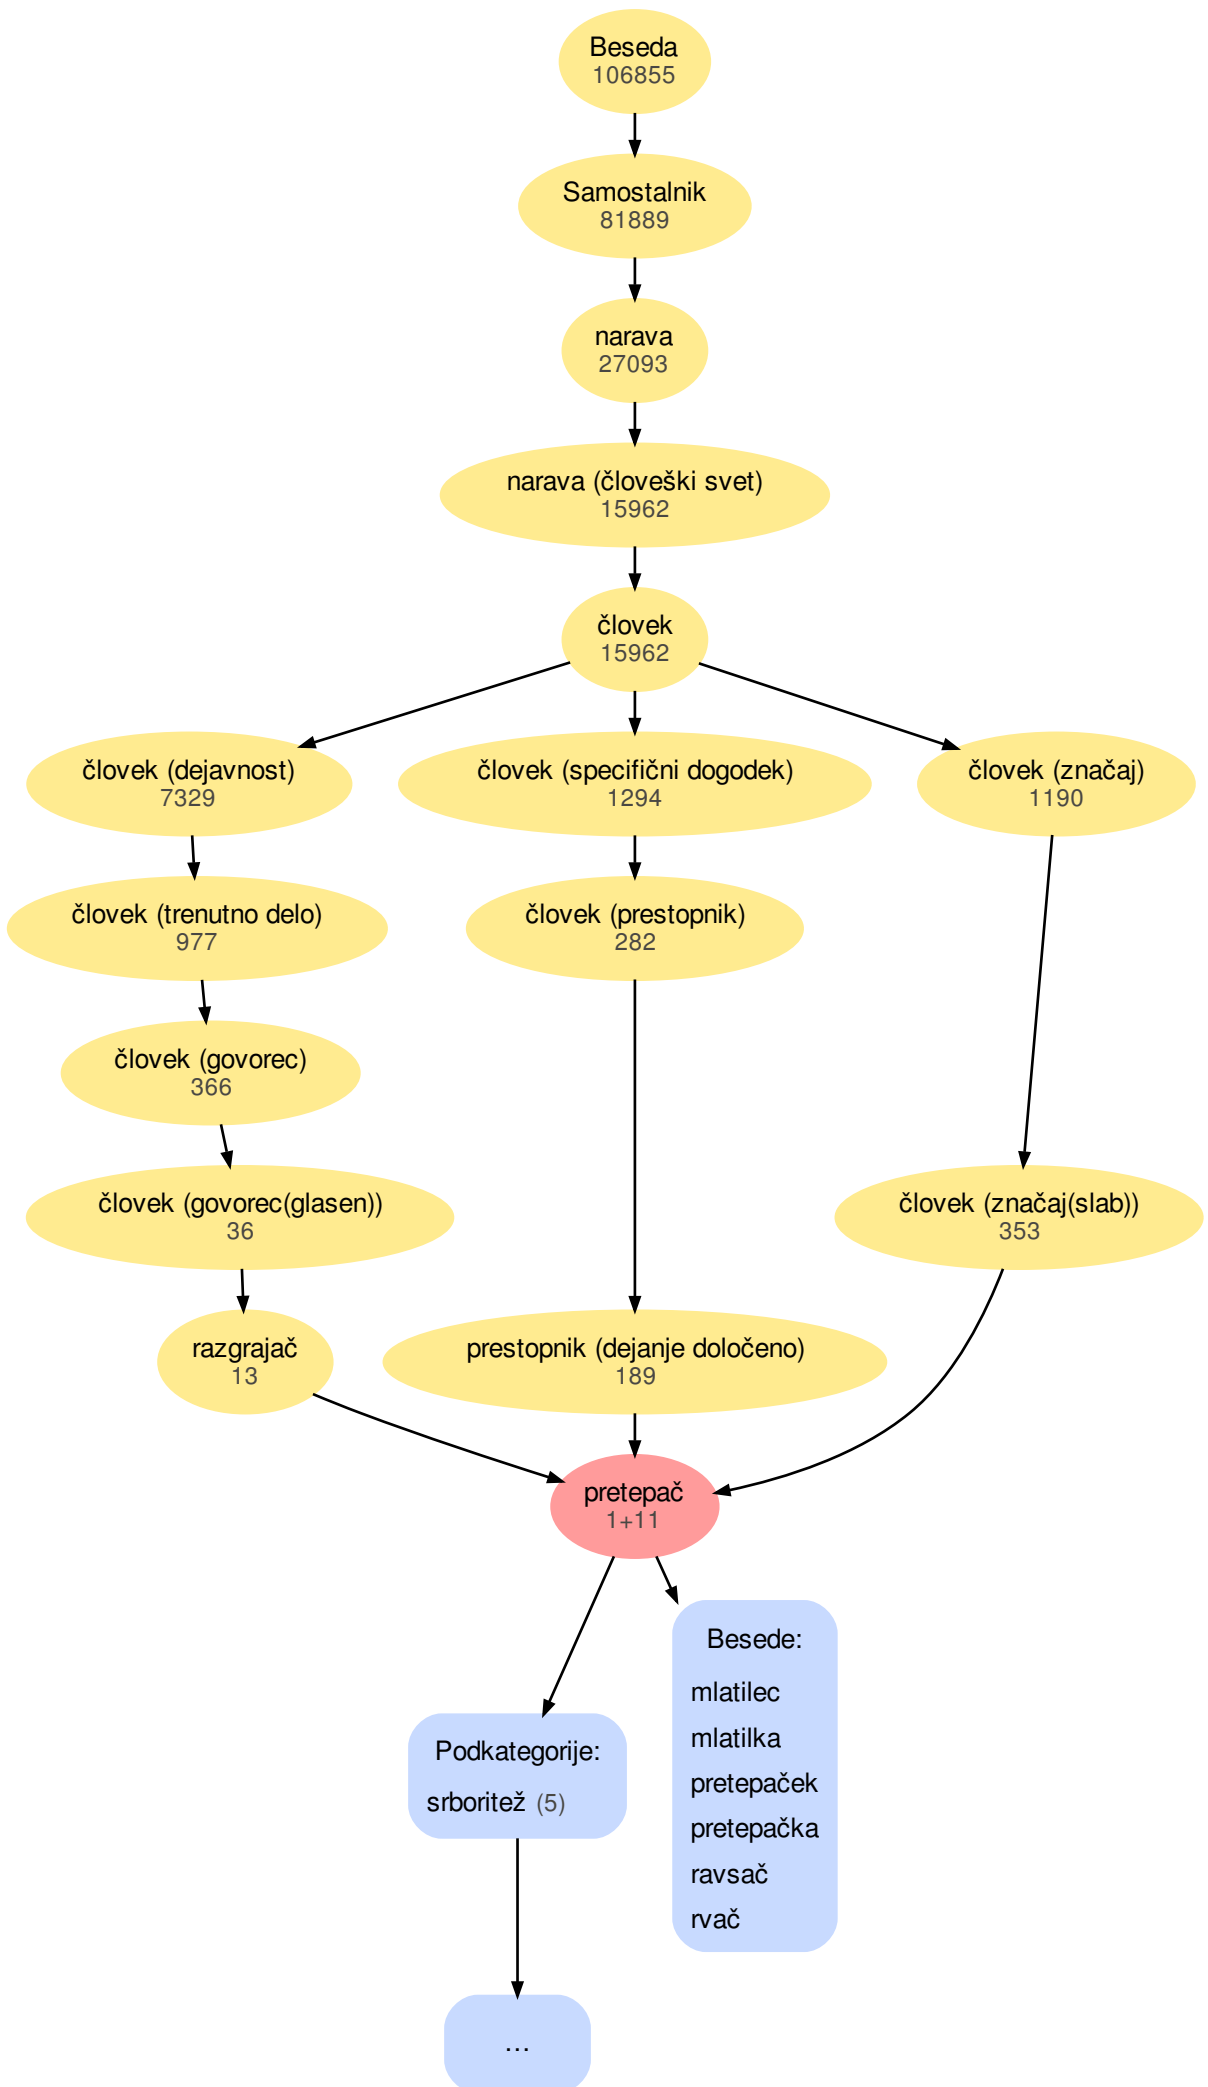 Beseda
106855
Samostalnik
81889
narava
27093
narava (človeški svet)
15962
človek
15962
človek (dejavnost)
7329
človek (specifični dogodek)
1294
človek (značaj)
1190
človek (trenutno delo)
977
človek (prestopnik)
282
človek (govorec)
366
človek (govorec(glasen))
36
človek (značaj(slab))
353
razgrajač
13
prestopnik (dejanje določeno)
189
pretepač
1+11
Podkategorije:
srboritež (5)
Besede:
mlatilec
mlatilka
pretepaček
pretepačka
ravsač
rvač
...